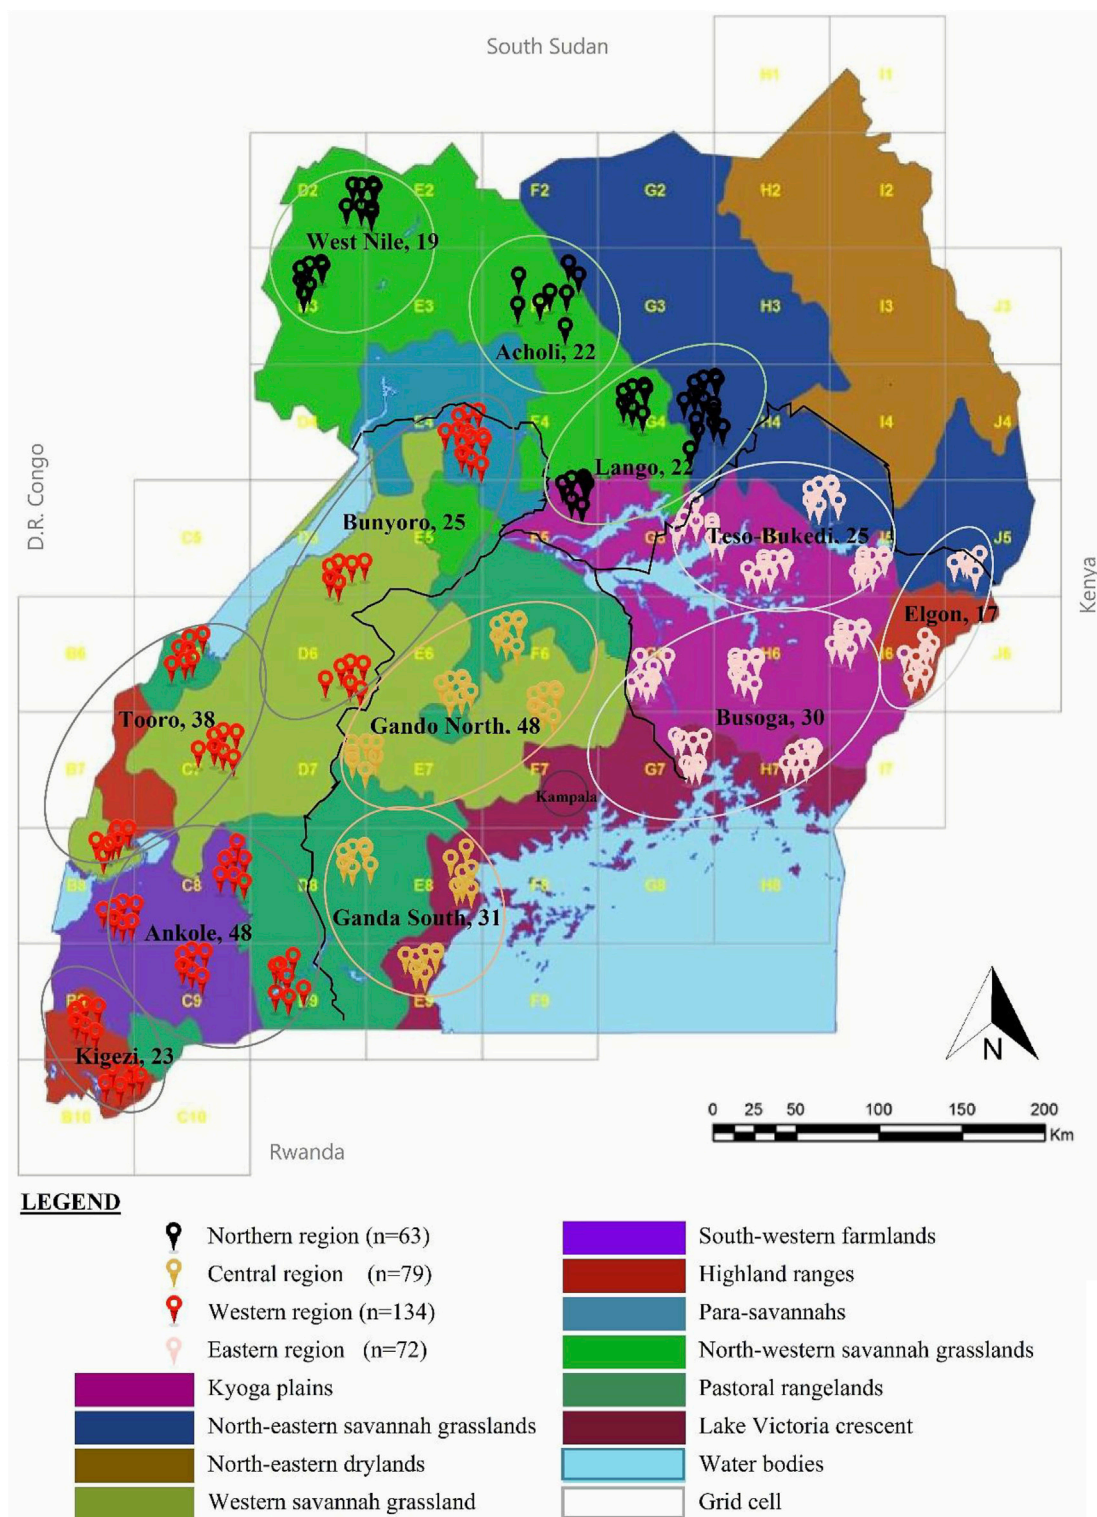 South Sudan
H1
I1
D2
E2
F2
G2
H2
I2
West Nile, 19
E3
G3
H3
I3
J3
Acholi, 22
D4
E4
F4
G4
H4
I4
J4
Lango, 22
D.R. Congo
Bunyoro, 25
C5
E5
Teso-Bukedi. 25
I5
J5
Kenya
Elgon, 17
B6
D6
E6
F6
H6
I6
J6
Tooro, 38
Gando North. 48
Busoga, 30
B7
C7
D7
E7
F7
G7
H7
I7
Kampala
B8
C8
D8
E8
F8
G8
H8
Ankole, 48
Ganda South, 31
C9
E9
F9
Kigezi, 23
B10
C10
N
0 25 50 100 150 200
Km
Rwanda
LEGEND
Northern region (n=63)
Central region (n=79)
Western region (n=134)
Eastern region (n=72)
Kyoga plains
North-eastern savannah grasslands
North-eastern drylands
Western savannah grassland
South-western farmlands
Highland ranges
Para-savannahs
North-western savannah grasslands
Pastoral rangelands
Lake Victoria crescent
Water bodies
Grid cell